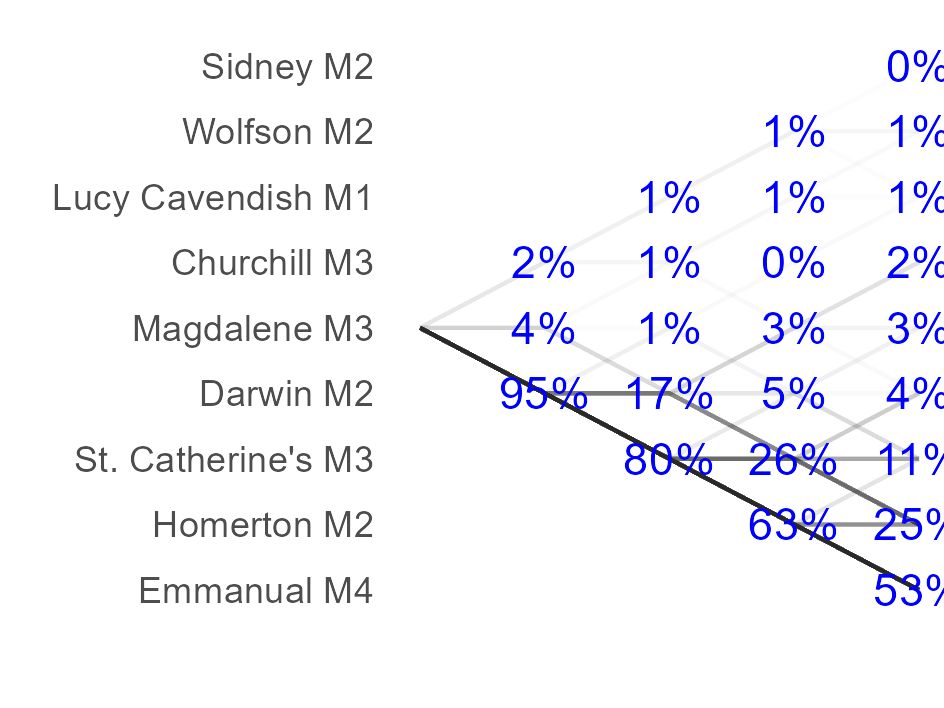 Sidney M2 0%
Wolfson M2 1% 1%
Lucy Cavendish M1 1% 1% 1%
Churchill M3 2% 1% 0% 2%
Magdalene M3 4% 1% 3% 3%
Darwin M2 95% 17% 5% 4%
St. Catherine's M3 80% 26% 11%
Homerton M2 63% 25%
Emmanual M4 53%